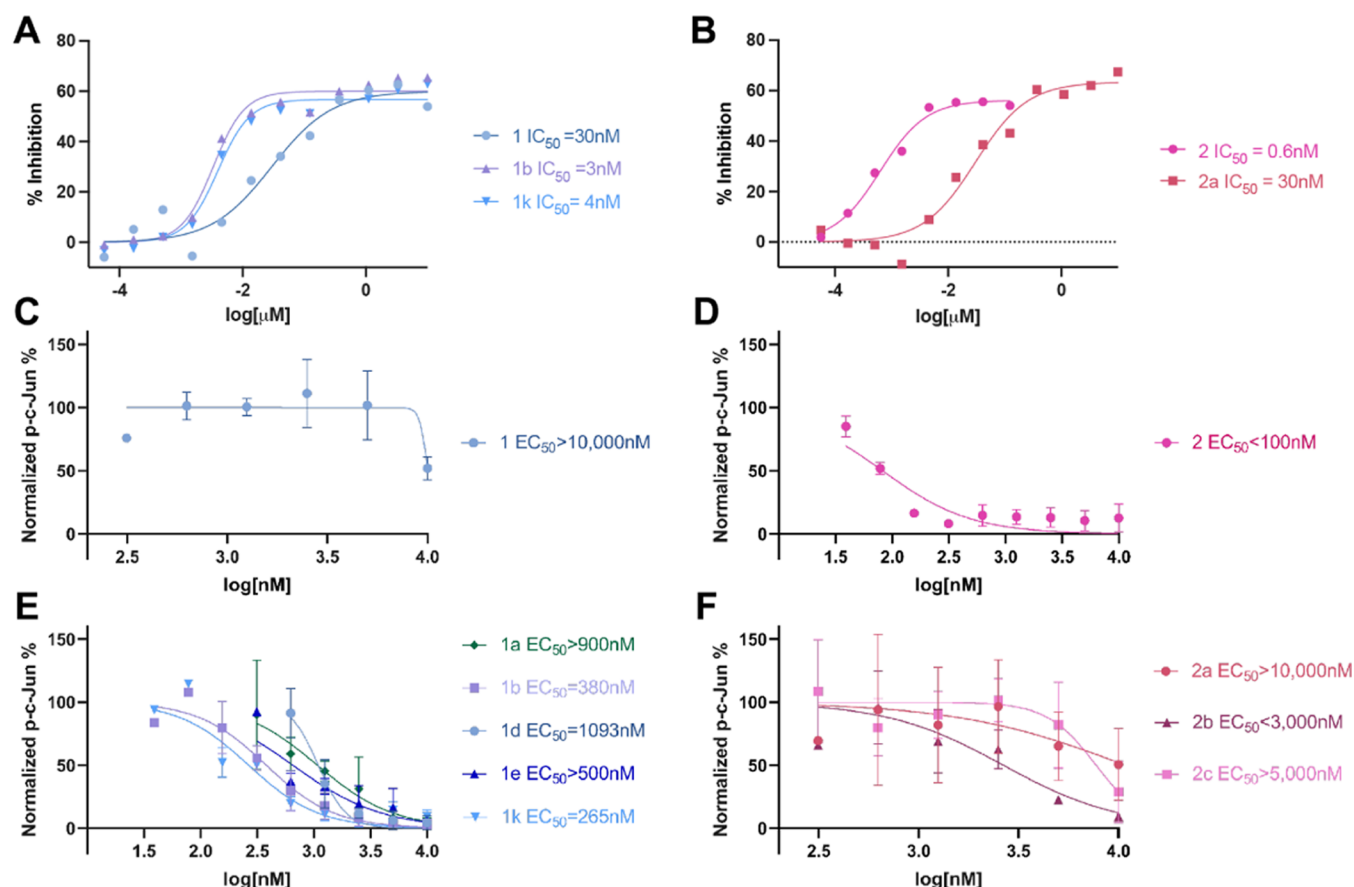 A
80
60
40
20
0
% Inhibition
-4
-2
0
log[μM]
1 IC50 =30nM
1b IC50 =3nM
1k IC50= 4nM
B
80
60
40
20
0
% Inhibition
-4
-2
0
log[μM]
2 IC50 = 0.6nM
2a IC50 = 30nM
C
150
100
50
0
Normalized p-c-Jun %
2.5
3.0
3.5
4.0
log[nM]
1 EC50>10,000nM
D
150
100
50
0
Normalized p-c-Jun %
1.5
2.0
2.5
3.0
3.5
4.0
log[nM]
2 EC50<100nM
E
150
100
50
0
Normalized p-c-Jun %
1.5
2.0
2.5
3.0
3.5
4.0
log[nM]
1a EC50>900nM
1b EC50=380nM
1d EC50=1093nM
1e EC50>500nM
1k EC50=265nM
F
150
100
50
0
Normalized p-c-Jun %
2.5
3.0
3.5
4.0
log[nM]
2a EC50>10,000nM
2b EC50<3,000nM
2c EC50>5,000nM